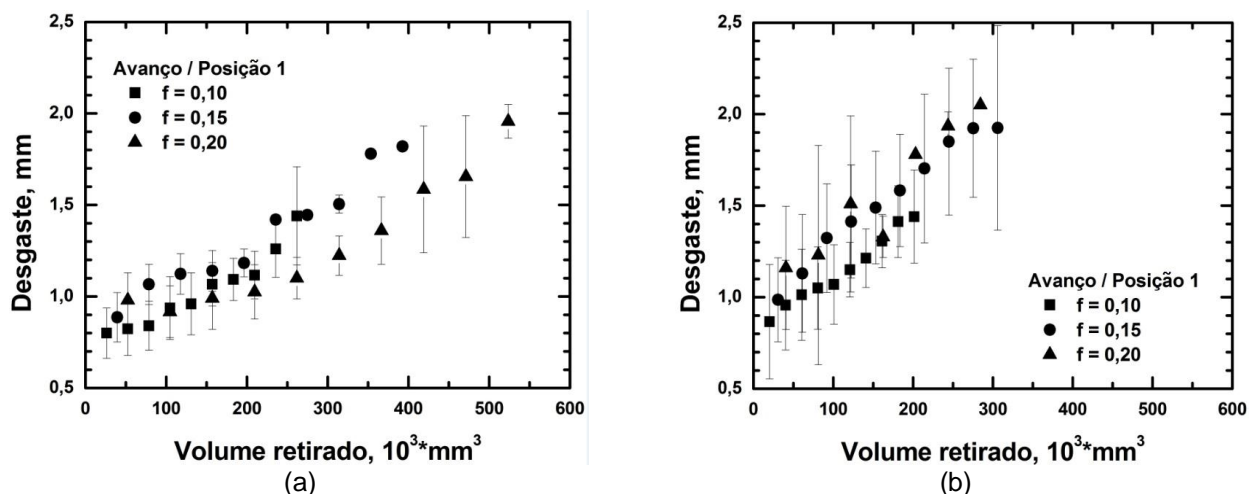 2,5
2,0
1,5
1,0
0,5
Desgaste, mm
Avanço / Posição 1
f = 0,10
f = 0,15
f = 0,20
0 100 200 300 400 500 600
Volume retirado, 10³*mm³
(a)
2,5
2,0
1,5
1,0
0,5
Desgaste, mm
Avanço / Posição 1
f = 0,10
f = 0,15
f = 0,20
0 100 200 300 400 500 600
Volume retirado, 10³*mm³
(b)